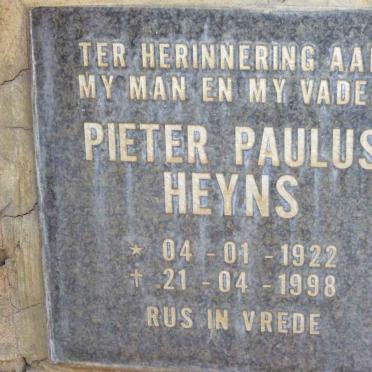 TER HERINNERING AAN
MY MAN EN MY VADER
PIETER PAULUS
HEYNS
* 04 - 01 - 1922
† 21 - 04 - 1998
RUS IN VREDE